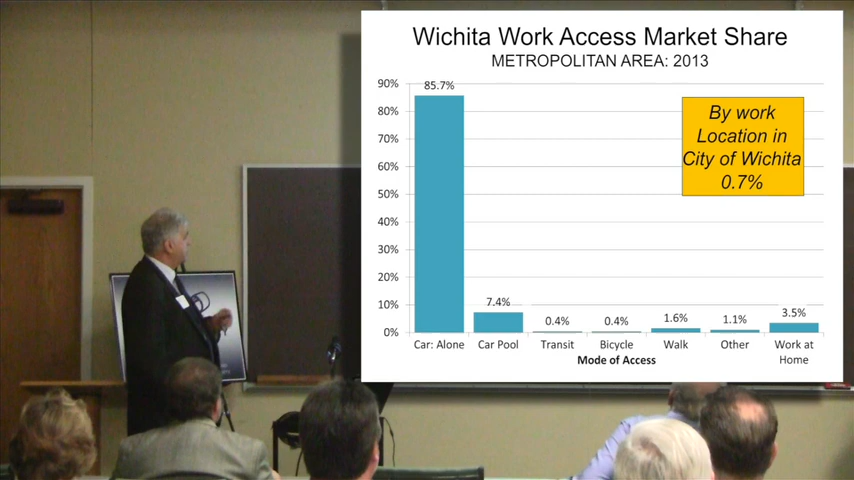 Wichita Work Access Market Share
METROPOLITAN AREA: 2013
90%
80%
70%
60%
50%
40%
30%
20%
10%
0%
85.7%
7.4%
0.4%
0.4%
1.6%
1.1%
3.5%
By work
Location in
City of Wichita
0.7%
Car: Alone
Car Pool
Transit
Bicycle
Walk
Other
Work at
Home
Mode of Access